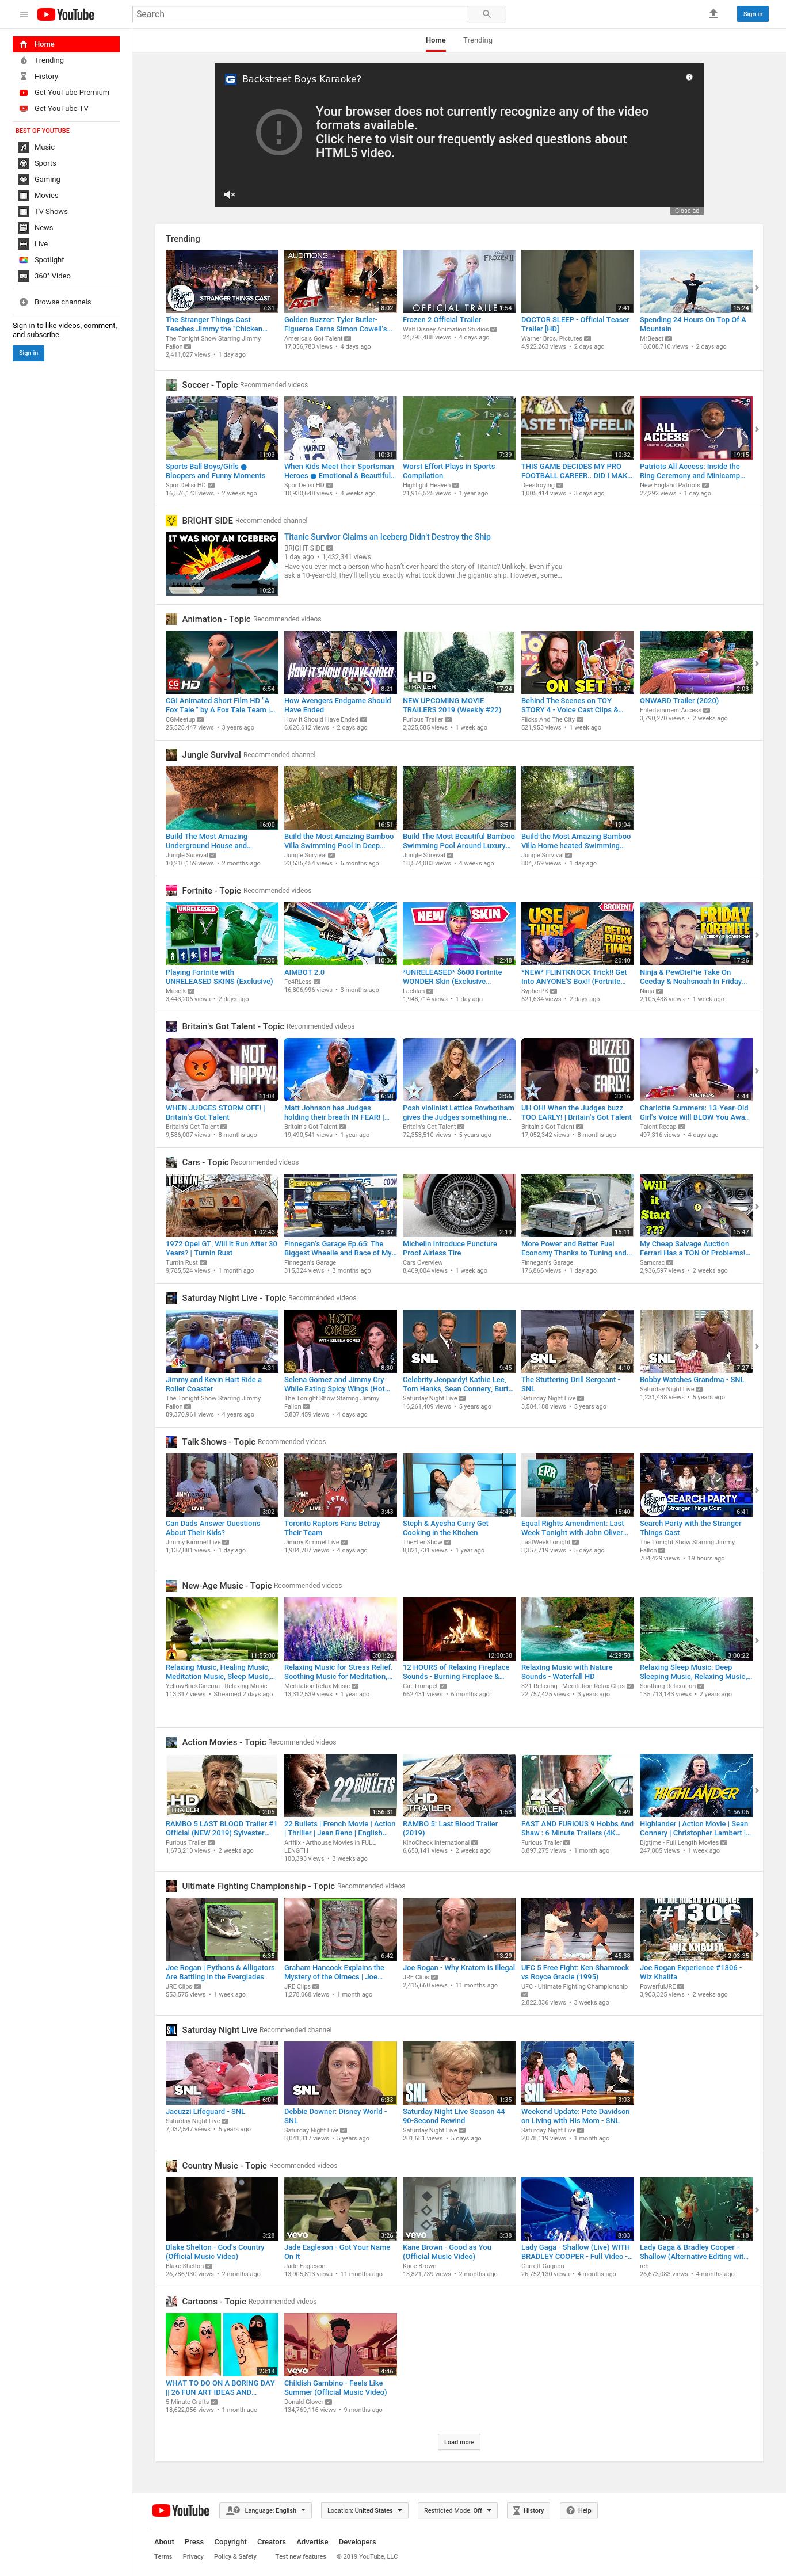 YouTube
Search
Sign in
Home
Trending
History
Get YouTube Premium
Get YouTube TV
BEST OF YOUTUBE
Music
Sports
Gaming
Movies
TV Shows
News
Live
Spotlight
360° Video
Browse channels
Sign in to like videos, comment,
and subscribe.
Sign in
Home Trending
Backstreet Boys Karaoke?
Your browser does not currently recognize any of the video
formats available.
Click here to visit our frequently asked questions about
HTML5 video.
Close ad
Trending
The Stranger Things Cast
Teaches Jimmy the "Chicken...
The Tonight Show Starring Jimmy
Fallon
2,411,027 views • 1 day ago
7:31
Golden Buzzer: Tyler Butler-
Figueroa Earns Simon Cowell's...
America's Got Talent
17,056,783 views • 4 days ago
8:02
Frozen 2 Official Trailer
Walt Disney Animation Studios
24,798,488 views • 4 days ago
1:54
DOCTOR SLEEP - Official Teaser
Trailer [HD]
Warner Bros. Pictures
4,922,263 views • 2 days ago
2:41
Spending 24 Hours On Top Of A
Mountain
MrBeast
16,008,710 views • 2 days ago
15:24
Soccer - Topic Recommended videos
Sports Ball Boys/Girls ●
Bloopers and Funny Moments
Spor Delisi HD
16,576,143 views • 2 weeks ago
11:03
When Kids Meet their Sportsman
Heroes ● Emotional & Beautiful...
Spor Delisi HD
10,930,648 views • 4 weeks ago
10:31
Worst Effort Plays in Sports
Compilation
Highlight Heaven
21,916,525 views • 1 year ago
7:39
THIS GAME DECIDES MY PRO
FOOTBALL CAREER.. DID I MAK...
Deestroying
1,005,414 views • 3 days ago
10:32
Patriots All Access: Inside the
Ring Ceremony and Minicamp...
New England Patriots
22,292 views • 1 day ago
19:15
BRIGHT SIDE Recommended channel
IT WAS NOT AN ICEBERG
10:23
Titanic Survivor Claims an Iceberg Didn't Destroy the Ship
BRIGHT SIDE
1 day ago • 1,432,341 views
Have you ever met a person who hasn't ever heard the story of Titanic? Unlikely. Even if you
ask a 10-year-old, they'll tell you exactly what took down the gigantic ship. However, some...
Animation - Topic Recommended videos
CGI Animated Short Film HD "A
Fox Tale " by A Fox Tale Team |...
CGMeetup
25,528,447 views • 3 years ago
6:54
How Avengers Endgame Should
Have Ended
How It Should Have Ended
6,626,612 views • 2 days ago
8:21
NEW UPCOMING MOVIE
TRAILERS 2019 (Weekly #22)
Furious Trailer
2,325,585 views • 1 week ago
17:24
Behind The Scenes on TOY
STORY 4 - Voice Cast Clips &...
Flicks And The City
521,953 views • 1 week ago
10:27
ONWARD Trailer (2020)
Entertainment Access
3,790,270 views • 2 weeks ago
2:03
Jungle Survival Recommended channel
Build The Most Amazing
Underground House and...
Jungle Survival
10,210,159 views • 2 months ago
16:00
Build the Most Amazing Bamboo
Villa Swimming Pool in Deep...
Jungle Survival
23,535,454 views • 6 months ago
16:51
Build The Most Beautiful Bamboo
Swimming Pool Around Luxury...
Jungle Survival
18,574,083 views • 4 weeks ago
13:51
Build the Most Amazing Bamboo
Villa Home heated Swimming...
Jungle Survival
804,769 views • 1 day ago
19:04
Fortnite - Topic Recommended videos
Playing Fortnite with
UNRELEASED SKINS (Exclusive)
Muselk
3,443,206 views • 2 days ago
17:30
AIMBOT 2.0
Fe4RLess
16,806,996 views • 3 months ago
10:36
*UNRELEASED* $600 Fortnite
WONDER Skin (Exclusive...
Lachlan
1,948,714 views • 1 day ago
12:48
*NEW* FLINTKNOCK Trick!! Get
Into ANYONE'S Box!! (Fortnite...
SypherPK
621,634 views • 2 days ago
20:40
Ninja & PewDiePie Take On
Ceeday & Noahsnoah In Friday...
Ninja
2,105,438 views • 1 week ago
17:26
Britain's Got Talent - Topic Recommended videos
WHEN JUDGES STORM OFF! |
Britain's Got Talent
Britain's Got Talent
9,586,007 views • 8 months ago
11:04
Matt Johnson has Judges
holding their breath IN FEAR! |...
Britain's Got Talent
19,490,541 views • 1 year ago
6:58
Posh violinist Lettice Rowbotham
gives the Judges something ne...
Britain's Got Talent
72,353,510 views • 5 years ago
3:56
UH OH! When the Judges buzz
TOO EARLY! | Britain's Got Talent
Britain's Got Talent
17,052,342 views • 8 months ago
33:16
Charlotte Summers: 13-Year-Old
Girl's Voice Will BLOW You Awa...
Talent Recap
497,316 views • 4 days ago
4:44
Cars - Topic Recommended videos
1972 Opel GT, Will It Run After 30
Years? | Turnin Rust
Turnin Rust
9,785,524 views • 1 month ago
1:02:43
Finnegan's Garage Ep.65: The
Biggest Wheelie and Race of My...
Finnegan's Garage
315,324 views • 3 months ago
25:37
Michelin Introduce Puncture
Proof Airless Tire
Cars Overview
8,409,004 views • 1 week ago
2:19
More Power and Better Fuel
Economy Thanks to Tuning and...
Finnegan's Garage
176,866 views • 1 day ago
15:11
My Cheap Salvage Auction
Ferrari Has a TON Of Problems!...
Samcrac
2,936,597 views • 2 weeks ago
15:47
Saturday Night Live - Topic Recommended videos
Jimmy and Kevin Hart Ride a
Roller Coaster
The Tonight Show Starring Jimmy
Fallon
89,370,961 views • 4 years ago
4:31
Selena Gomez and Jimmy Cry
While Eating Spicy Wings (Hot...
The Tonight Show Starring Jimmy
Fallon
5,837,459 views • 4 days ago
8:30
Celebrity Jeopardy! Kathie Lee,
Tom Hanks, Sean Connery, Burt...
Saturday Night Live
16,261,409 views • 5 years ago
9:45
The Stuttering Drill Sergeant -
SNL
Saturday Night Live
3,584,188 views • 5 years ago
4:10
Bobby Watches Grandma - SNL
Saturday Night Live
1,231,438 views • 5 years ago
7:27
Talk Shows - Topic Recommended videos
Can Dads Answer Questions
About Their Kids?
Jimmy Kimmel Live
1,137,881 views • 1 day ago
3:02
Toronto Raptors Fans Betray
Their Team
Jimmy Kimmel Live
1,984,707 views • 4 days ago
3:43
Steph & Ayesha Curry Get
Cooking in the Kitchen
TheEllenShow
8,821,731 views • 1 year ago
4:49
Equal Rights Amendment: Last
Week Tonight with John Oliver...
LastWeekTonight
3,357,719 views • 5 days ago
15:40
Search Party with the Stranger
Things Cast
The Tonight Show Starring Jimmy
Fallon
704,429 views • 19 hours ago
6:41
New-Age Music - Topic Recommended videos
Relaxing Music, Healing Music,
Meditation Music, Sleep Music,...
YellowBrickCinema - Relaxing Music
113,317 views • Streamed 2 days ago
11:55:00
Relaxing Music for Stress Relief.
Soothing Music for Meditation,...
Meditation Relax Music
13,312,539 views • 1 year ago
3:01:26
12 HOURS of Relaxing Fireplace
Sounds - Burning Fireplace &...
Cat Trumpet
662,431 views • 6 months ago
12:00:38
Relaxing Music with Nature
Sounds - Waterfall HD
321 Relaxing - Meditation Relax Clips
22,757,425 views • 3 years ago
4:29:58
Relaxing Sleep Music: Deep
Sleeping Music, Relaxing Music,...
Soothing Relaxation
135,713,143 views • 2 years ago
3:00:22
Action Movies - Topic Recommended videos
RAMBO 5 LAST BLOOD Trailer #1
Official (NEW 2019) Sylvester...
Furious Trailer
1,673,210 views • 2 weeks ago
2:05
22 Bullets | French Movie | Action
| Thriller | Jean Reno | English...
Artflix - Arthouse Movies in FULL
LENGTH
100,393 views • 3 weeks ago
1:56:31
RAMBO 5: Last Blood Trailer
(2019)
KinoCheck International
6,650,141 views • 2 weeks ago
1:53
FAST AND FURIOUS 9 Hobbs And
Shaw : 6 Minute Trailers (4K...
Furious Trailer
8,897,275 views • 1 month ago
6:49
Highlander | Action Movie | Sean
Connery | Christopher Lambert |...
Bjgtjme - Full Length Movies
247,805 views • 1 week ago
1:56:06
Ultimate Fighting Championship - Topic Recommended videos
Joe Rogan | Pythons & Alligators
Are Battling in the Everglades
JRE Clips
553,575 views • 1 week ago
6:35
Graham Hancock Explains the
Mystery of the Olmecs | Joe...
JRE Clips
1,278,068 views • 1 month ago
6:42
Joe Rogan - Why Kratom is Illegal
JRE Clips
2,415,660 views • 11 months ago
13:29
UFC 5 Free Fight: Ken Shamrock
vs Royce Gracie (1995)
UFC - Ultimate Fighting Championship
2,822,836 views • 3 weeks ago
45:38
Joe Rogan Experience #1306 -
Wiz Khalifa
PowerfulJRE
3,903,325 views • 2 weeks ago
2:03:35
Saturday Night Live Recommended channel
Jacuzzi Lifeguard - SNL
Saturday Night Live
7,032,547 views • 5 years ago
6:01
Debbie Downer: Disney World -
SNL
Saturday Night Live
8,041,817 views • 5 years ago
6:33
Saturday Night Live Season 44
90-Second Rewind
Saturday Night Live
201,681 views • 5 days ago
1:35
Weekend Update: Pete Davidson
on Living with His Mom - SNL
Saturday Night Live
2,078,119 views • 1 month ago
3:03
Country Music - Topic Recommended videos
Blake Shelton - God's Country
(Official Music Video)
Blake Shelton
26,786,930 views • 2 months ago
3:28
Jade Eagleson - Got Your Name
On It
Jade Eagleson
13,905,813 views • 11 months ago
3:26
Kane Brown - Good as You
(Official Music Video)
Kane Brown
13,821,739 views • 2 months ago
3:38
Lady Gaga - Shallow (Live) WITH
BRADLEY COOPER - Full Video -...
Garrett Gagnon
26,752,130 views • 4 months ago
8:03
Lady Gaga & Bradley Cooper -
Shallow (Alternative Editing wit...
reh
26,673,083 views • 4 months ago
4:18
Cartoons - Topic Recommended videos
WHAT TO DO ON A BORING DAY
|| 26 FUN ART IDEAS AND...
5-Minute Crafts
18,622,056 views • 1 month ago
23:14
Childish Gambino - Feels Like
Summer (Official Music Video)
Donald Glover
134,769,116 views • 9 months ago
4:46
Load more
YouTube
Language: English Location: United States Restricted Mode: Off History Help
About Press Copyright Creators Advertise Developers
Terms Privacy Policy & Safety Test new features © 2019 YouTube, LLC